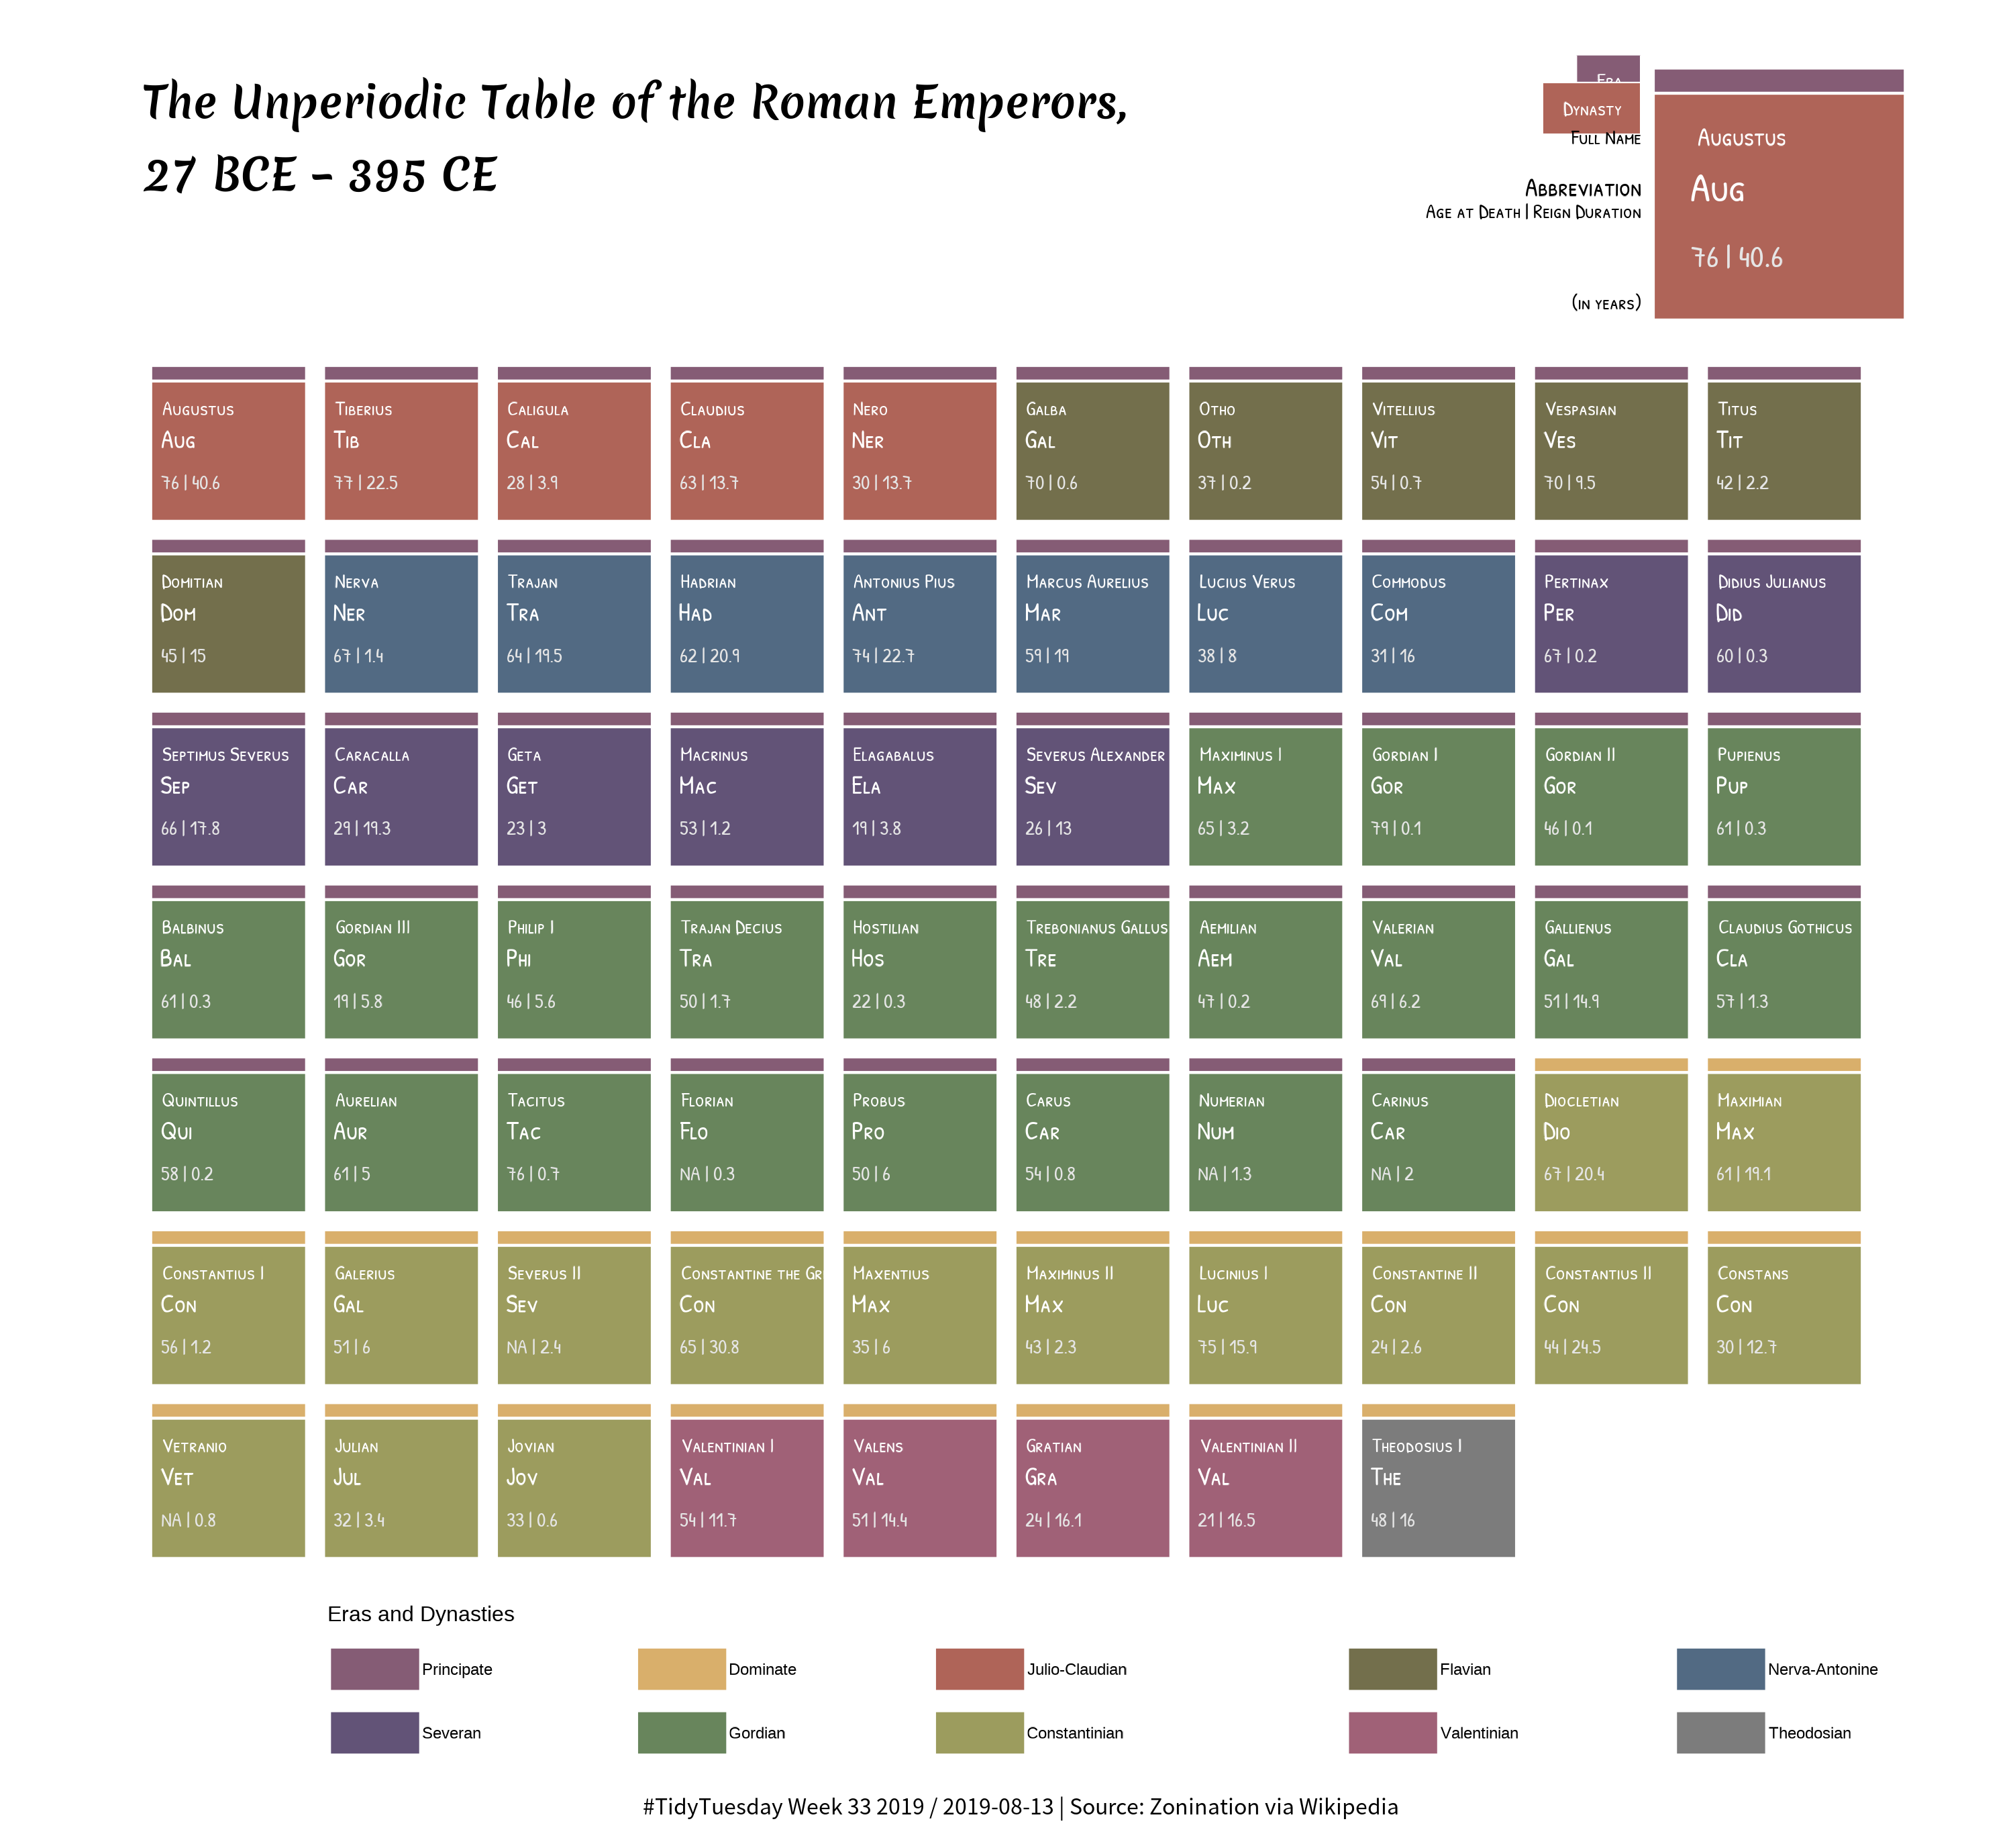 The Unperiodic Table of the Roman Emperors,
27 BCE – 395 CE
Era
Dynasty
Full Name
Abbreviation
Age at Death | Reign Duration
(in years)
Augustus
Aug
76 | 40.6
Augustus Tiberius Caligula Claudius Nero Galba Otho Vitellius Vespasian Titus
Aug Tib Cal Cla Ner Gal Oth Vit Ves Tit
76 | 40.6 77 | 22.5 28 | 3.9 63 | 13.7 30 | 13.7 70 | 0.6 37 | 0.2 54 | 0.7 70 | 9.5 42 | 2.2
Domitian Nerva Trajan Hadrian Antonius Pius Marcus Aurelius Lucius Verus Commodus Pertinax Didius Julianus
Dom Ner Tra Had Ant Mar Luc Com Per Did
45 | 15 67 | 1.4 64 | 19.5 62 | 20.9 74 | 22.7 59 | 19 38 | 8 31 | 16 67 | 0.2 60 | 0.3
Septimus Severus Caracalla Geta Macrinus Elagabalus Severus Alexander Maximinus I Gordian I Gordian II Pupienus
Sep Car Get Mac Ela Sev Max Gor Gor Pup
66 | 17.8 29 | 19.3 23 | 3 53 | 1.2 19 | 3.8 26 | 13 65 | 3.2 79 | 0.1 46 | 0.1 61 | 0.3
Balbinus Gordian III Philip I Trajan Decius Hostilian Trebonianus Gallus Aemilian Valerian Gallienus Claudius Gothicus
Bal Gor Phi Tra Hos Tre Aem Val Gal Cla
61 | 0.3 19 | 5.8 46 | 5.6 50 | 1.7 22 | 0.3 48 | 2.2 47 | 0.2 69 | 6.2 51 | 14.9 57 | 1.3
Quintillus Aurelian Tacitus Florian Probus Carus Numerian Carinus Diocletian Maximian
Qui Aur Tac Flo Pro Car Num Car Dio Max
58 | 0.2 61 | 5 76 | 0.7 NA | 0.3 50 | 6 54 | 0.8 NA | 1.3 NA | 2 67 | 20.4 61 | 19.1
Constantius I Galerius Severus II Constantine the Gr Maxentius Maximinus II Lucinius I Constantine II Constantius II Constans
Con Gal Sev Con Max Max Luc Con Con Con
56 | 1.2 51 | 6 NA | 2.4 65 | 30.8 35 | 6 43 | 2.3 75 | 15.9 24 | 2.6 44 | 24.5 30 | 12.7
Vetranio Julian Jovian Valentinian I Valens Gratian Valentinian II Theodosius I
Vet Jul Jov Val Val Gra Val The
NA | 0.8 32 | 3.4 33 | 0.6 54 | 11.7 51 | 14.4 24 | 16.1 21 | 16.5 48 | 16
Eras and Dynasties
Principate Dominate Julio-Claudian Flavian Nerva-Antonine
Severan Gordian Constantinian Valentinian Theodosian
#TidyTuesday Week 33 2019 / 2019-08-13 | Source: Zonination via Wikipedia